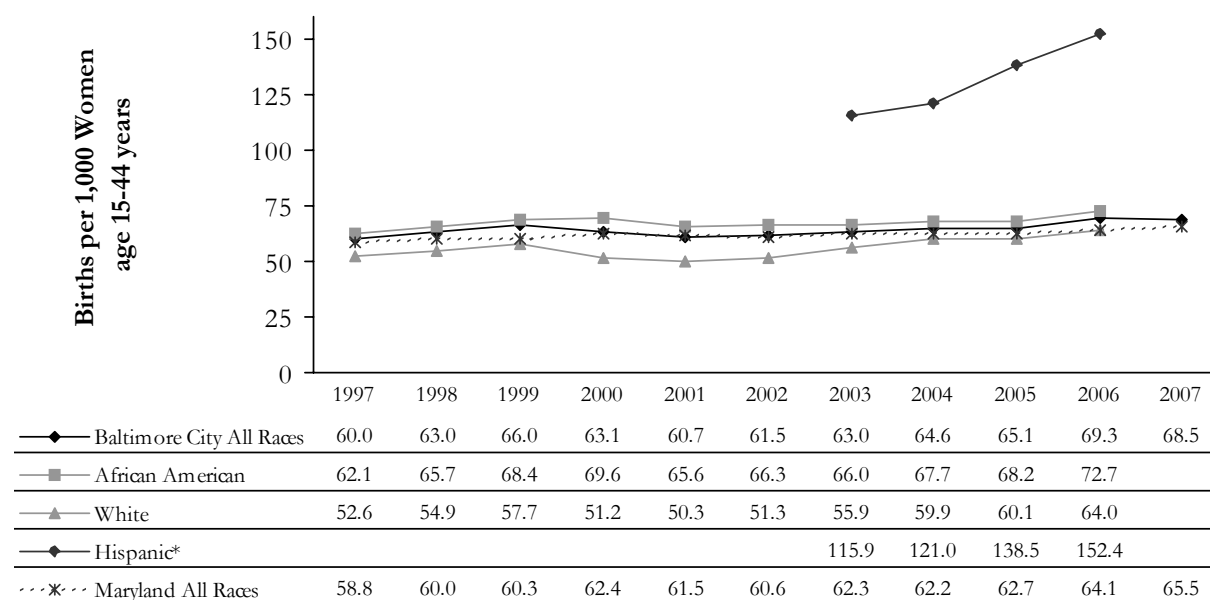 Births per 1,000 Women
age 15-44 years
150
125
100
75
50
25
0
1997 1998 1999 2000 2001 2002 2003 2004 2005 2006 2007
Baltimore City All Races 60.0 63.0 66.0 63.1 60.7 61.5 63.0 64.6 65.1 69.3 68.5
African American 62.1 65.7 68.4 69.6 65.6 66.3 66.0 67.7 68.2 72.7
White 52.6 54.9 57.7 51.2 50.3 51.3 55.9 59.9 60.1 64.0
Hispanic* 115.9 121.0 138.5 152.4
Maryland All Races 58.8 60.0 60.3 62.4 61.5 60.6 62.3 62.2 62.7 64.1 65.5